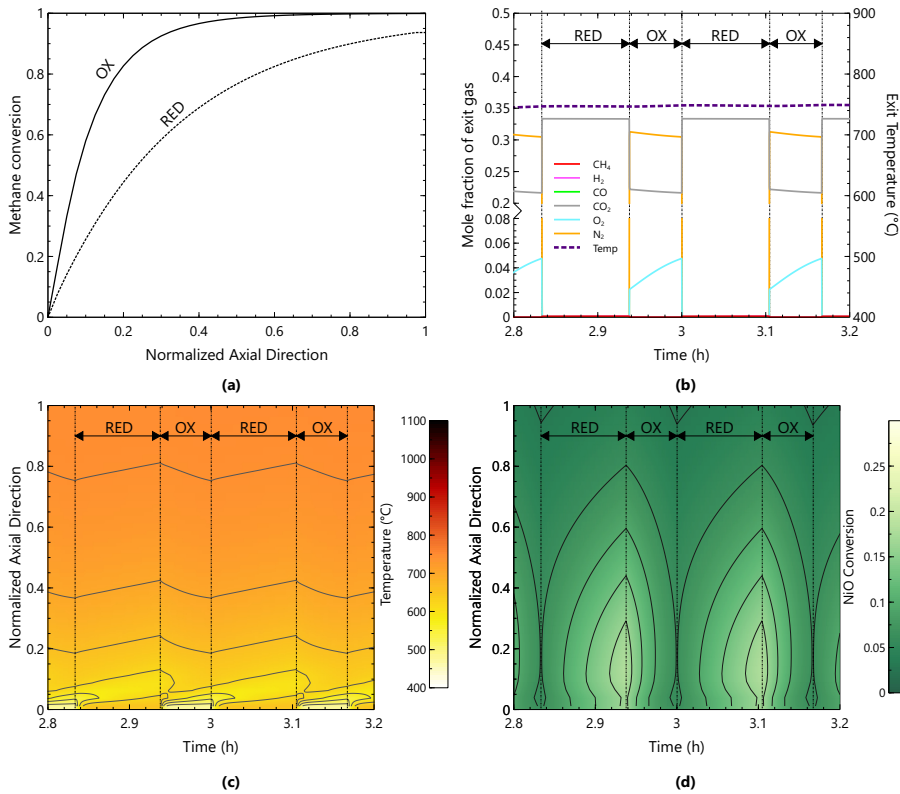 Methane conversion
1
0.8
0.6
0.4
0.2
0
OX
RED
0
0.2
0.4
0.6
0.8
1
Normalized Axial Direction
(a)
Mole fraction of exit gas
0.5
0.45
0.4
0.35
0.3
0.25
0.2
0.08
0.06
0.04
0.02
0
RED
OX
RED
OX
CH₄
H₂
CO
CO₂
O₂
N₂
Temp
900
800
700
600
500
400
Exit Temperature (°C)
2.8
2.9
3
3.1
3.2
Time (h)
(b)
Normalized Axial Direction
1
0.8
0.6
0.4
0.2
0
RED
OX
RED
OX
2.8
2.9
3
3.1
3.2
Time (h)
Temperature (°C)
1100
1000
900
800
700
600
500
400
(c)
Normalized Axial Direction
1
0.8
0.6
0.4
0.2
0
RED
OX
RED
OX
2.8
2.9
3
3.1
3.2
Time (h)
NiO Conversion
0.25
0.2
0.15
0.1
0.05
0
(d)